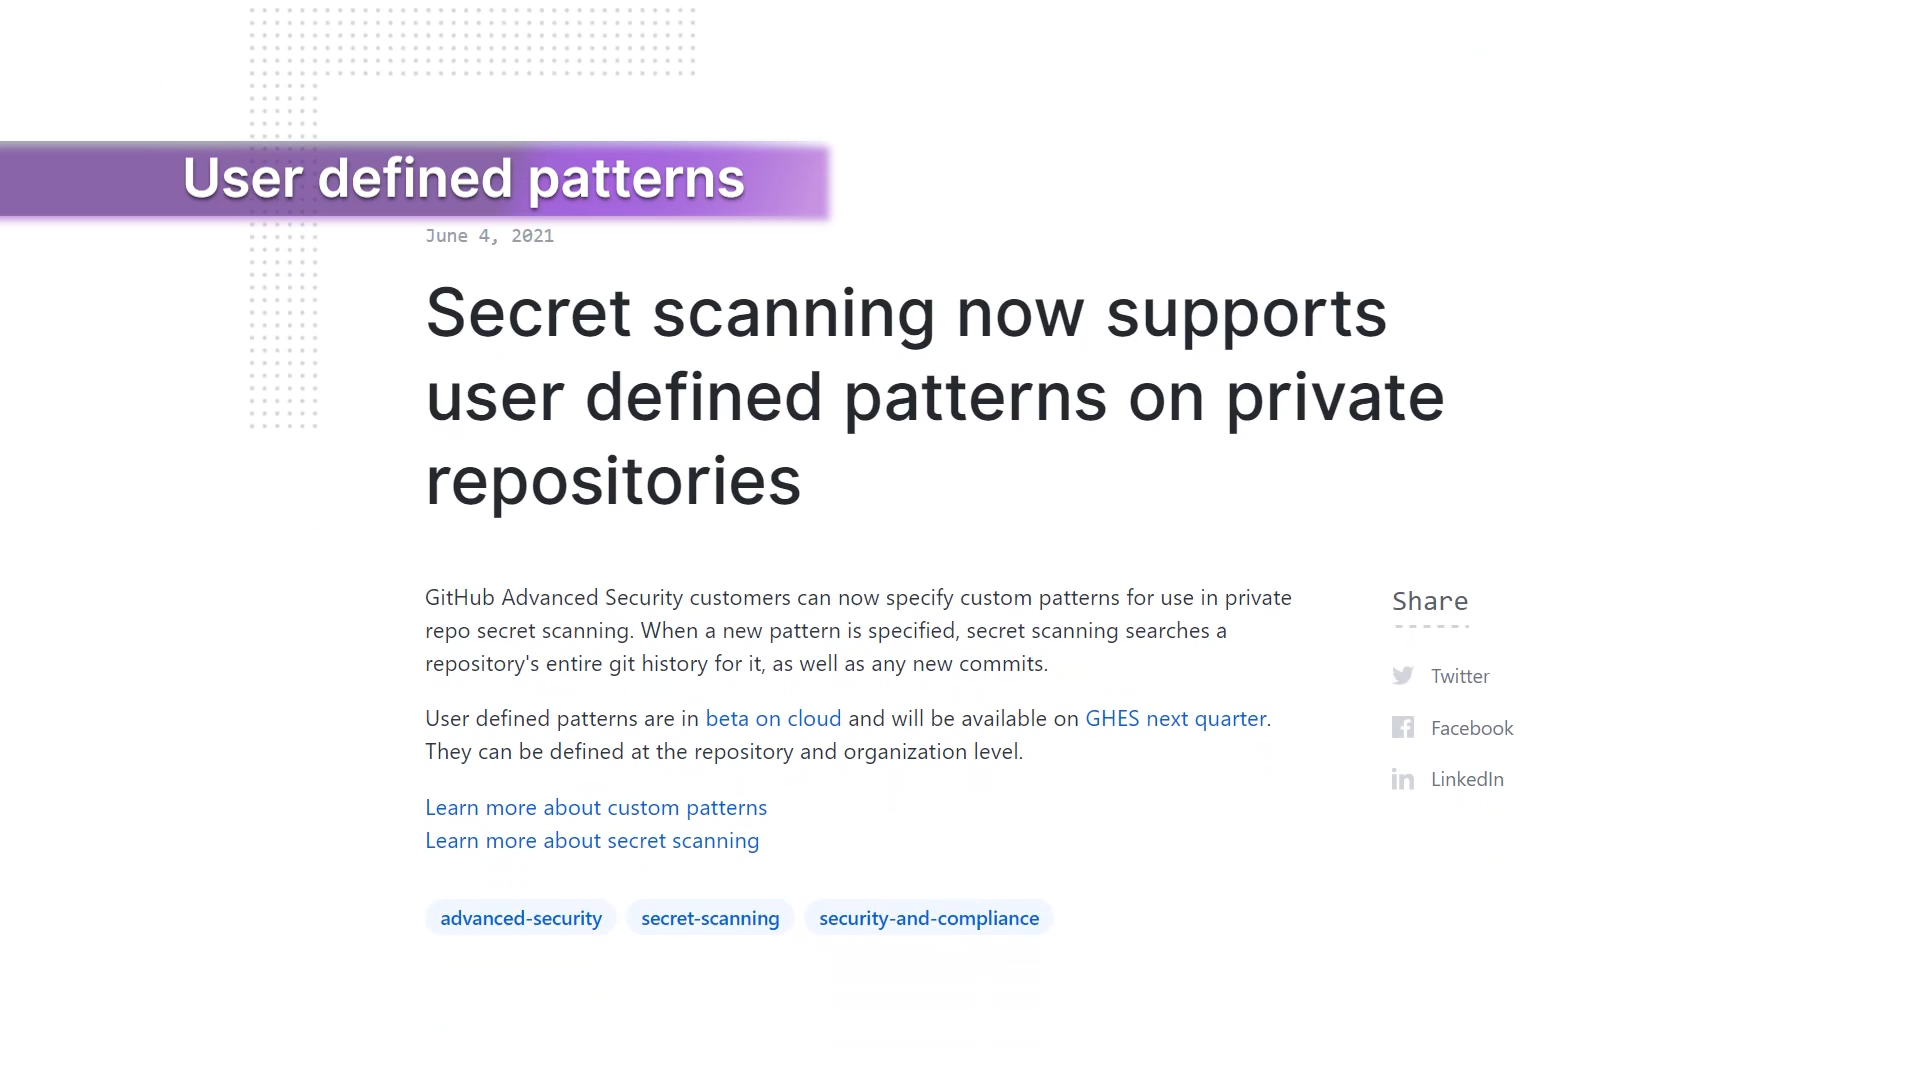 User defined patterns
June 4, 2021
Secret scanning now supports
user defined patterns on private
repositories
GitHub Advanced Security customers can now specify custom patterns for use in private
repo secret scanning. When a new pattern is specified, secret scanning searches a
repository's entire git history for it, as well as any new commits.
User defined patterns are in beta on cloud and will be available on GHES next quarter.
They can be defined at the repository and organization level.
Learn more about custom patterns
Learn more about secret scanning
advanced-security secret-scanning security-and-compliance
Share
Twitter
Facebook
LinkedIn